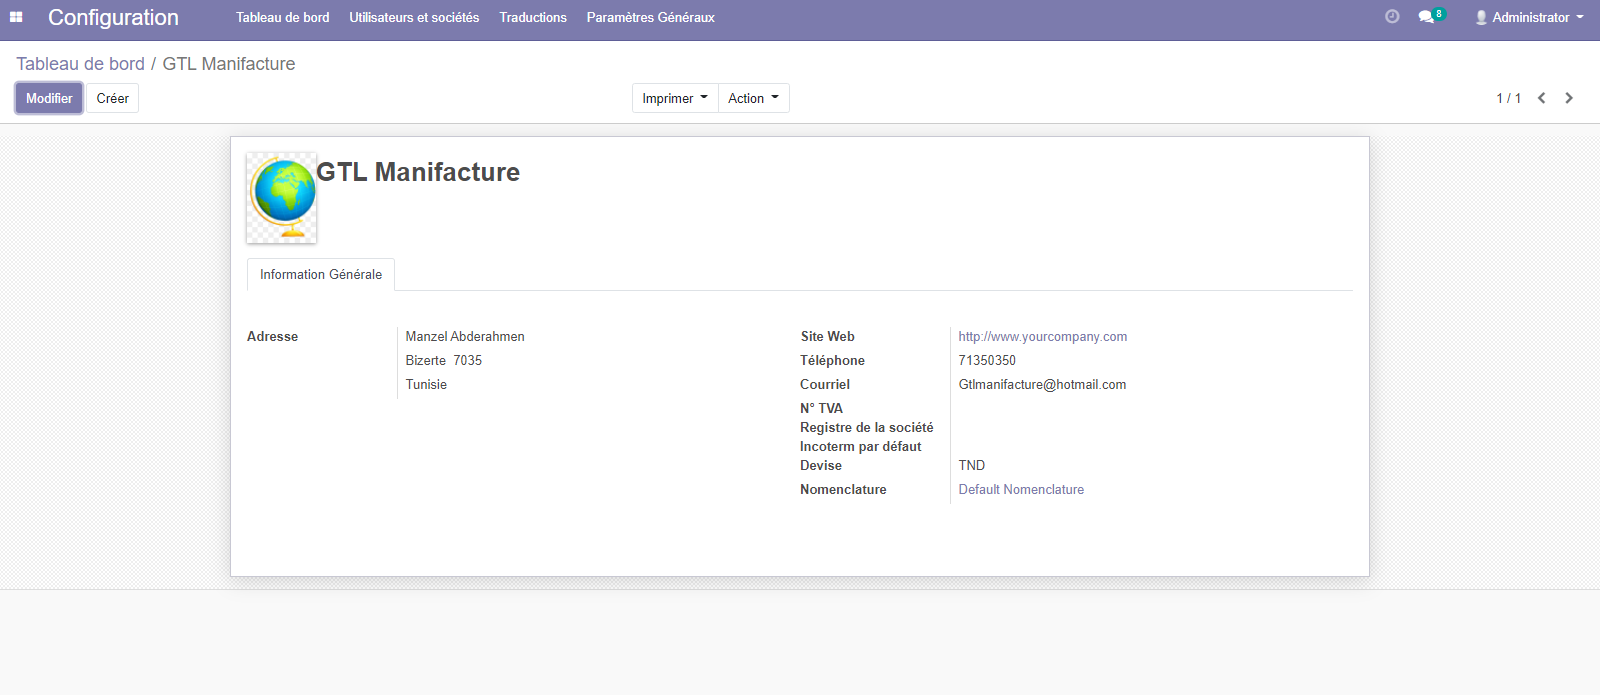 Configuration Tableau de bord Utilisateurs et sociétés Traductions Paramètres Généraux 8 Administrator
Tableau de bord / GTL Manifacture
Modifier Créer Imprimer Action 1 / 1
GTL Manifacture
Information Générale
Adresse Manzel Abderahmen
Bizerte 7035
Tunisie
Site Web http://www.yourcompany.com
Téléphone 71350350
Courriel Gtlmanifacture@hotmail.com
N° TVA
Registre de la société
Incoterm par défaut
Devise TND
Nomenclature Default Nomenclature